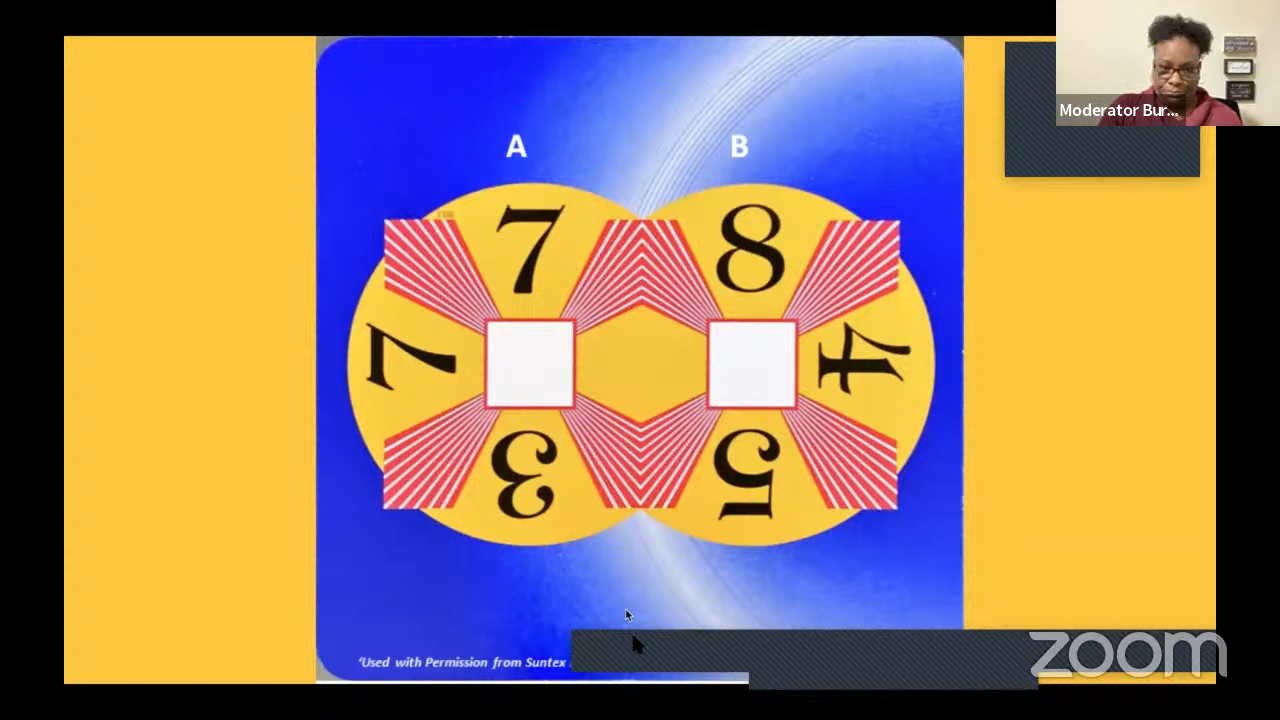 Moderator Bur...
A B
7 8
7 4
3 5
‘Used with Permission from Suntex
zoom